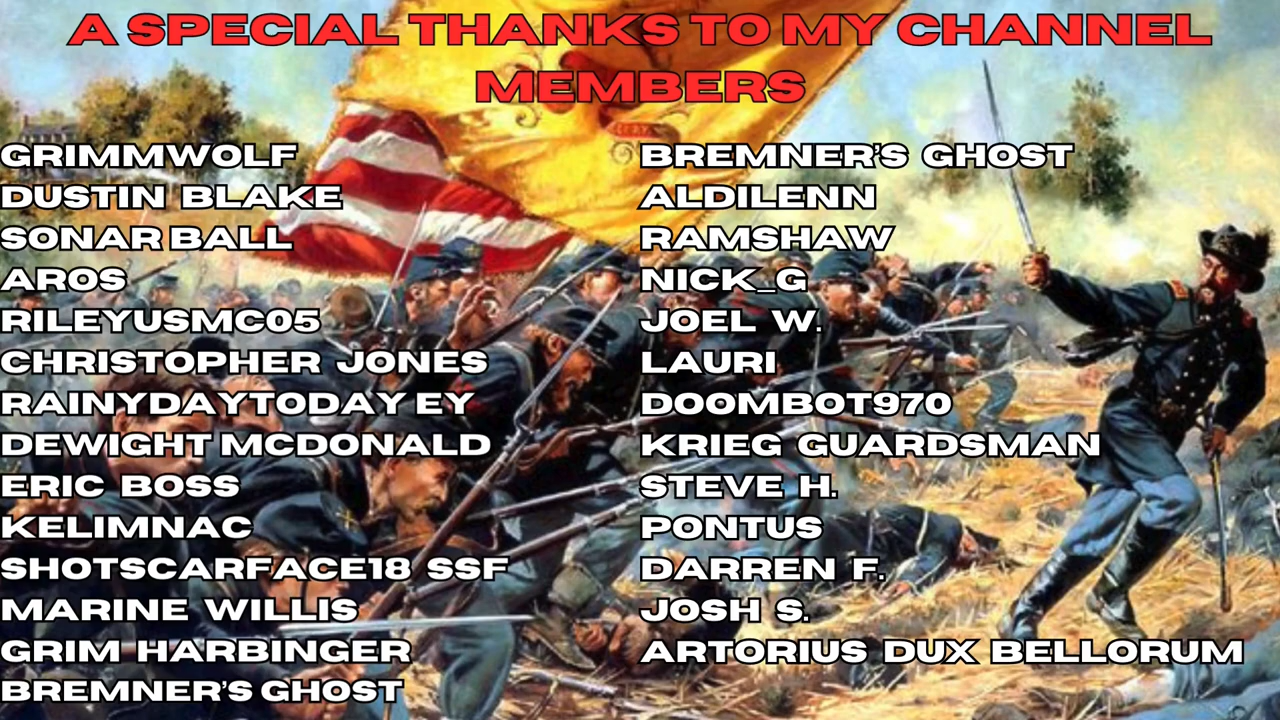 A SPECIAL THANKS TO MY CHANNEL
MEMBERS
GRIMMWOLF
DUSTIN BLAKE
SONAR BALL
AROS
RILEYUSMC05
CHRISTOPHER JONES
RAINYDAYTODAY EY
DEWIGHT MCDONALD
ERIC BOSS
KELIMNAC
SHOTSCARFACE18 SSF
MARINE WILLIS
GRIM HARBINGER
BREMNER'S GHOST
BREMNER'S GHOST
ALDILENN
RAMSHAW
NICK_G
JOEL W.
LAURI
DOOMBOT970
KRIEG GUARDSMAN
STEVE H.
PONTUS
DARREN F.
JOSH S.
ARTORIUS DUX BELLORUM